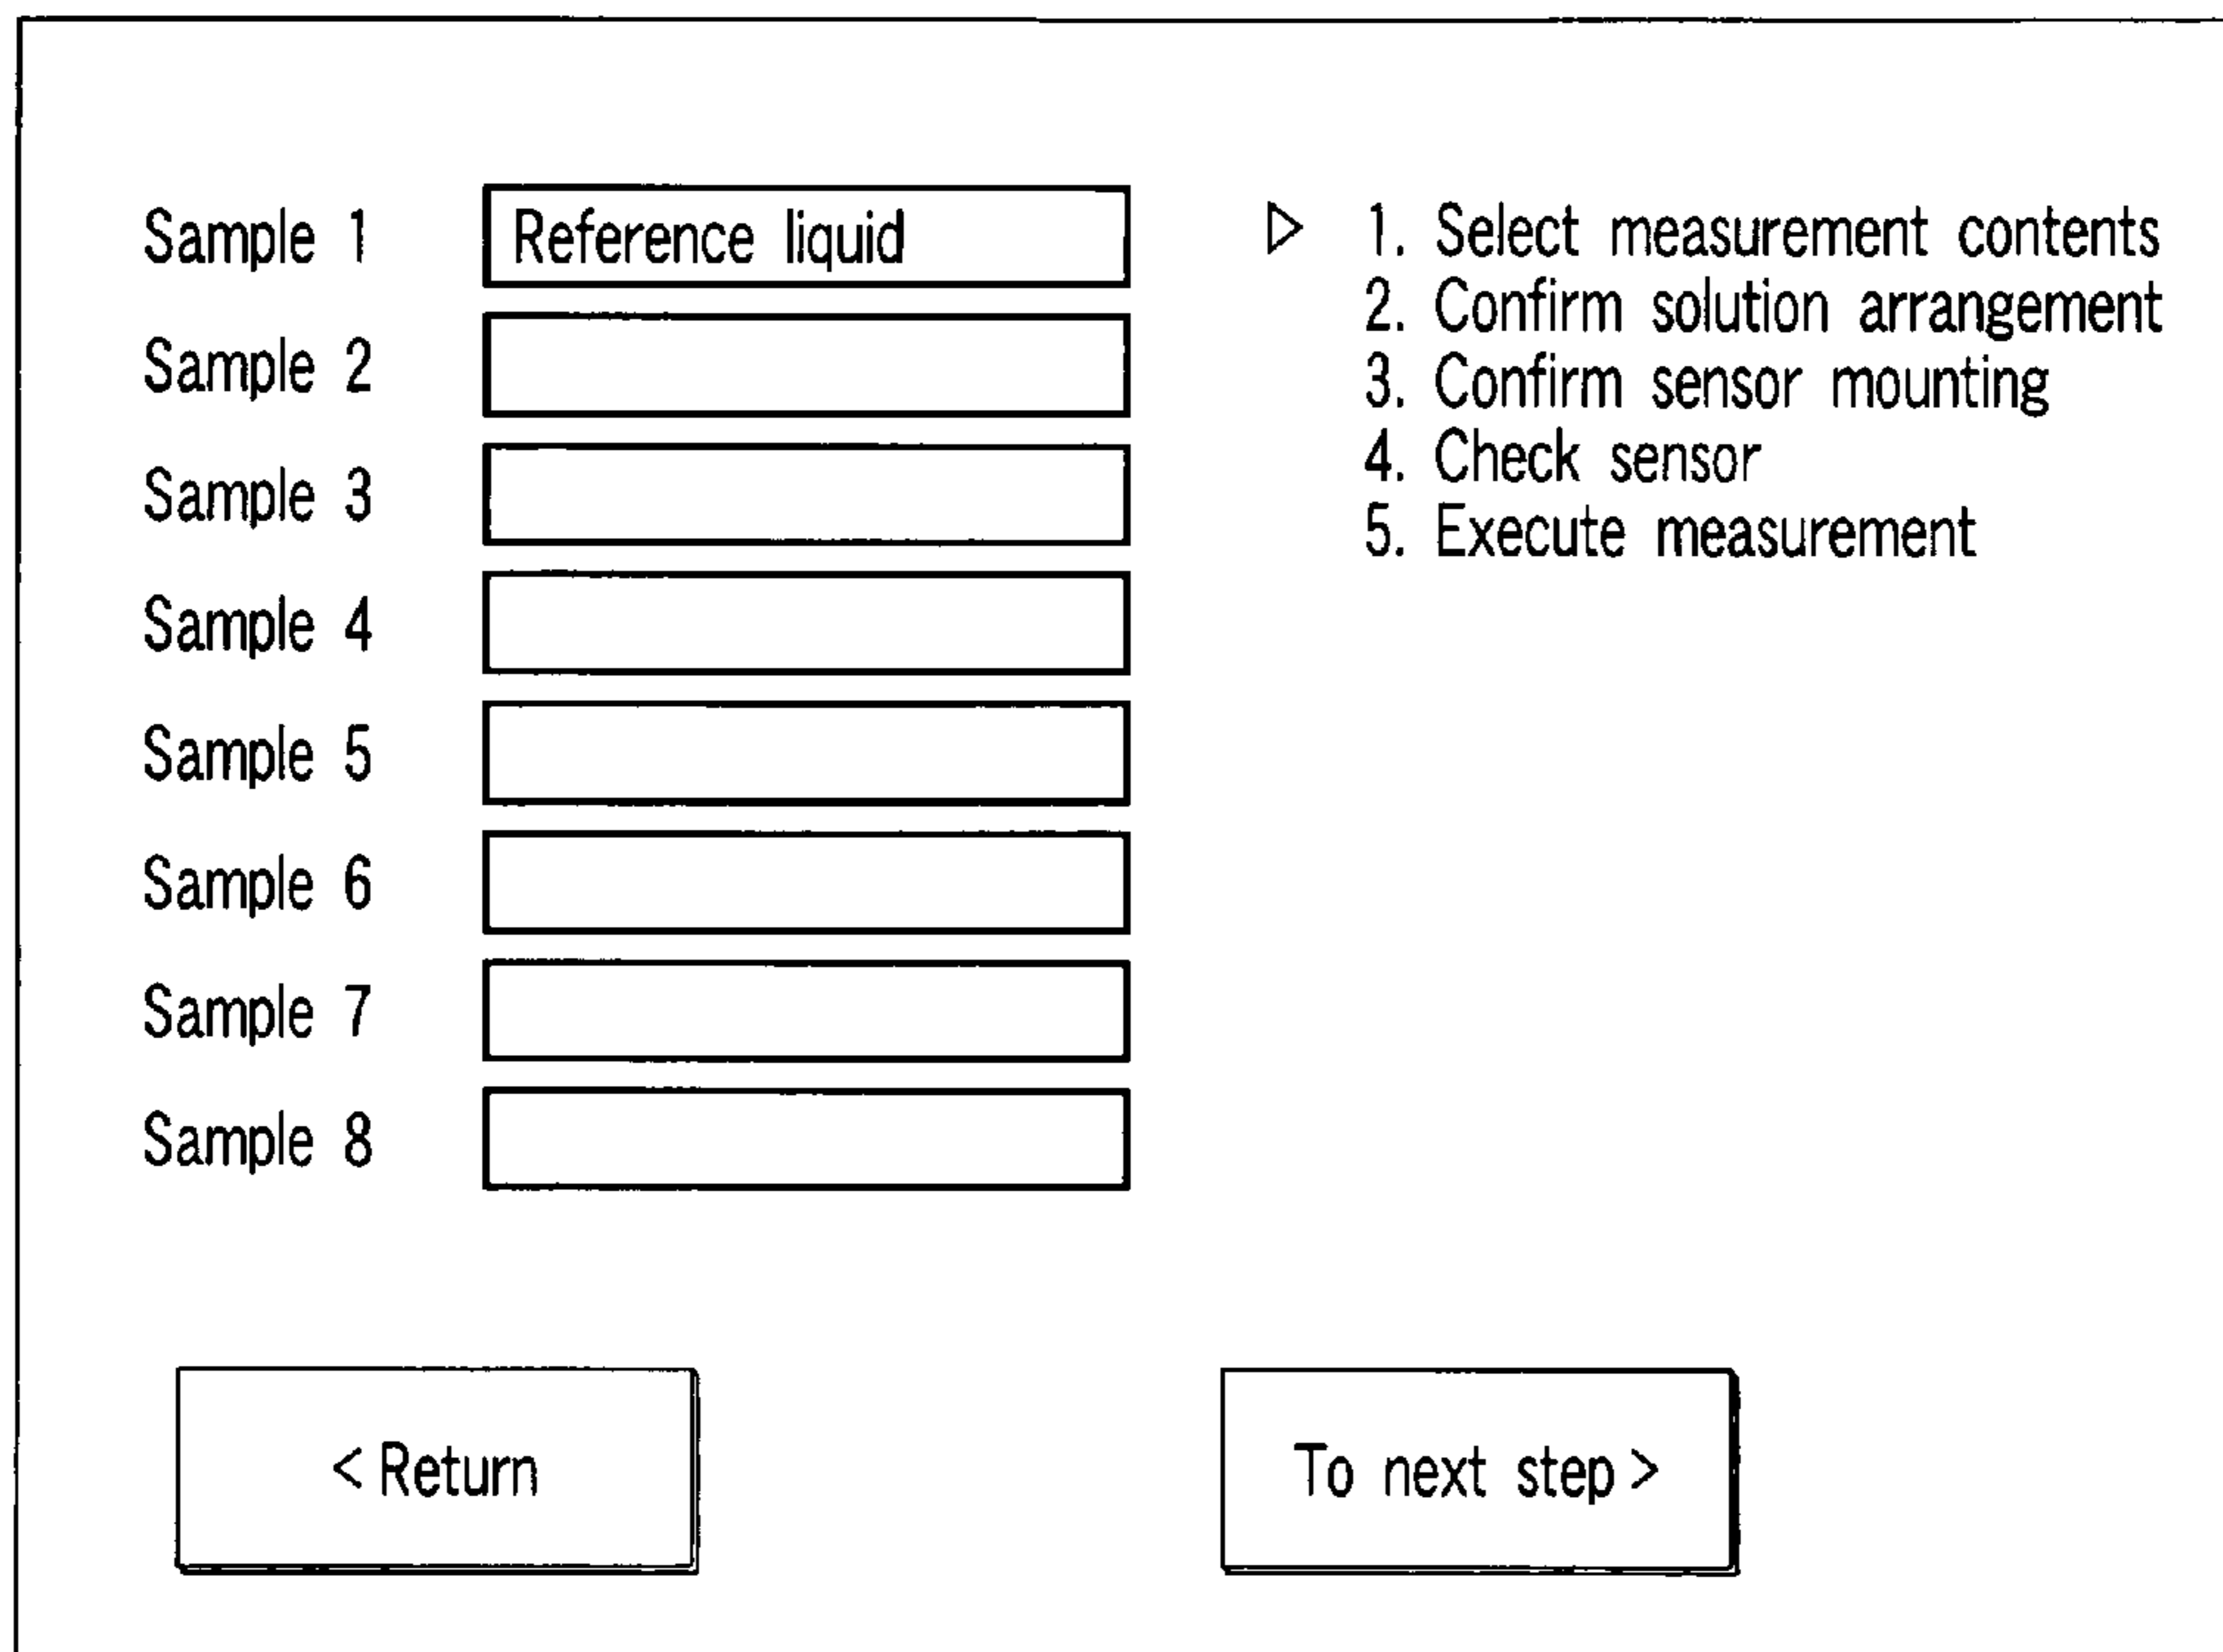 Sample 1 Reference liquid
Sample 2
Sample 3
Sample 4
Sample 5
Sample 6
Sample 7
Sample 8
▷ 1. Select measurement contents
2. Confirm solution arrangement
3. Confirm sensor mounting
4. Check sensor
5. Execute measurement
< Return
To next step >